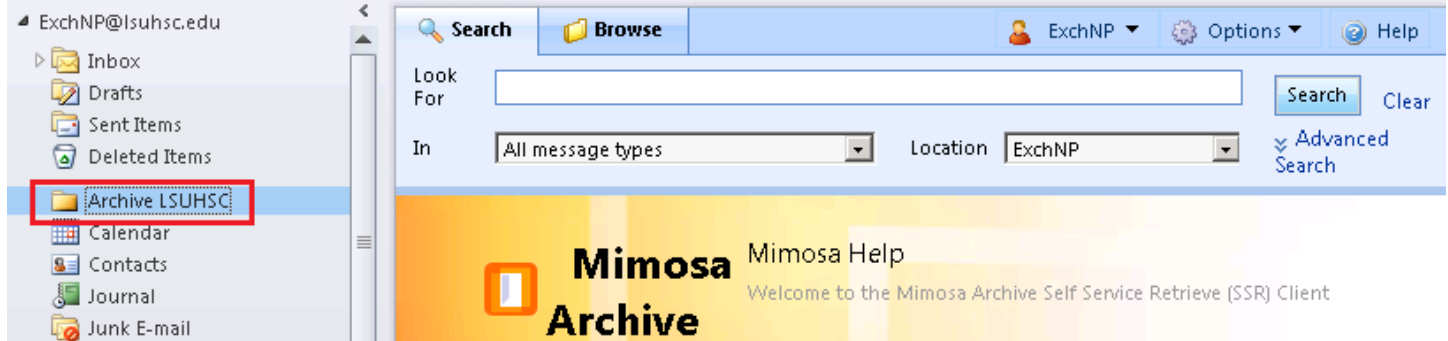 ExchNP@lsuhsc.edu
Inbox
Drafts
Sent Items
Deleted Items
Archive LSUHSC
Calendar
Contacts
Journal
Junk E-mail
Search
Browse
ExchNP
Options
Help
Look
For
Search
Clear
In
All message types
Location
ExchNP
Advanced
Search
Mimosa
Archive
Mimosa Help
Welcome to the Mimosa Archive Self Service Retrieve (SSR) Client